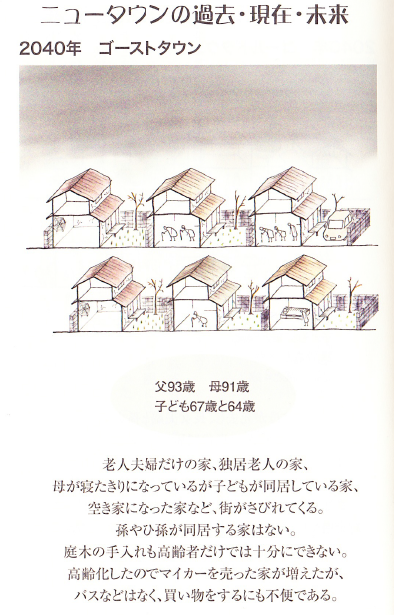 ニュータウンの過去・現在・未来
2040年　ゴーストタウン
父93歳　母91歳
子ども67歳と64歳
老人夫婦だけの家、独居老人の家、
母が寝たきりになっているが子どもが同居している家、
空き家になった家など、街がさびれてくる。
孫やひ孫が同居する家はない。
庭木の手入れも高齢者だけでは十分にできない。
高齢化したのでマイカーを売った家が増えたが、
バスなどはなく、買い物をするにも不便である。